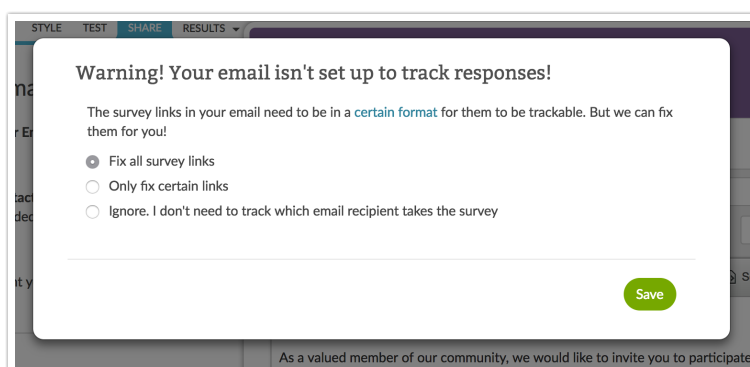 STYLE TEST SHARE RESULTS
Warning! Your email isn't set up to track responses!
The survey links in your email need to be in a certain format for them to be trackable. But we can fix
them for you!
Fix all survey links
Only fix certain links
Ignore. I don't need to track which email recipient takes the survey
Save
As a valued member of our community, we would like to invite you to participate